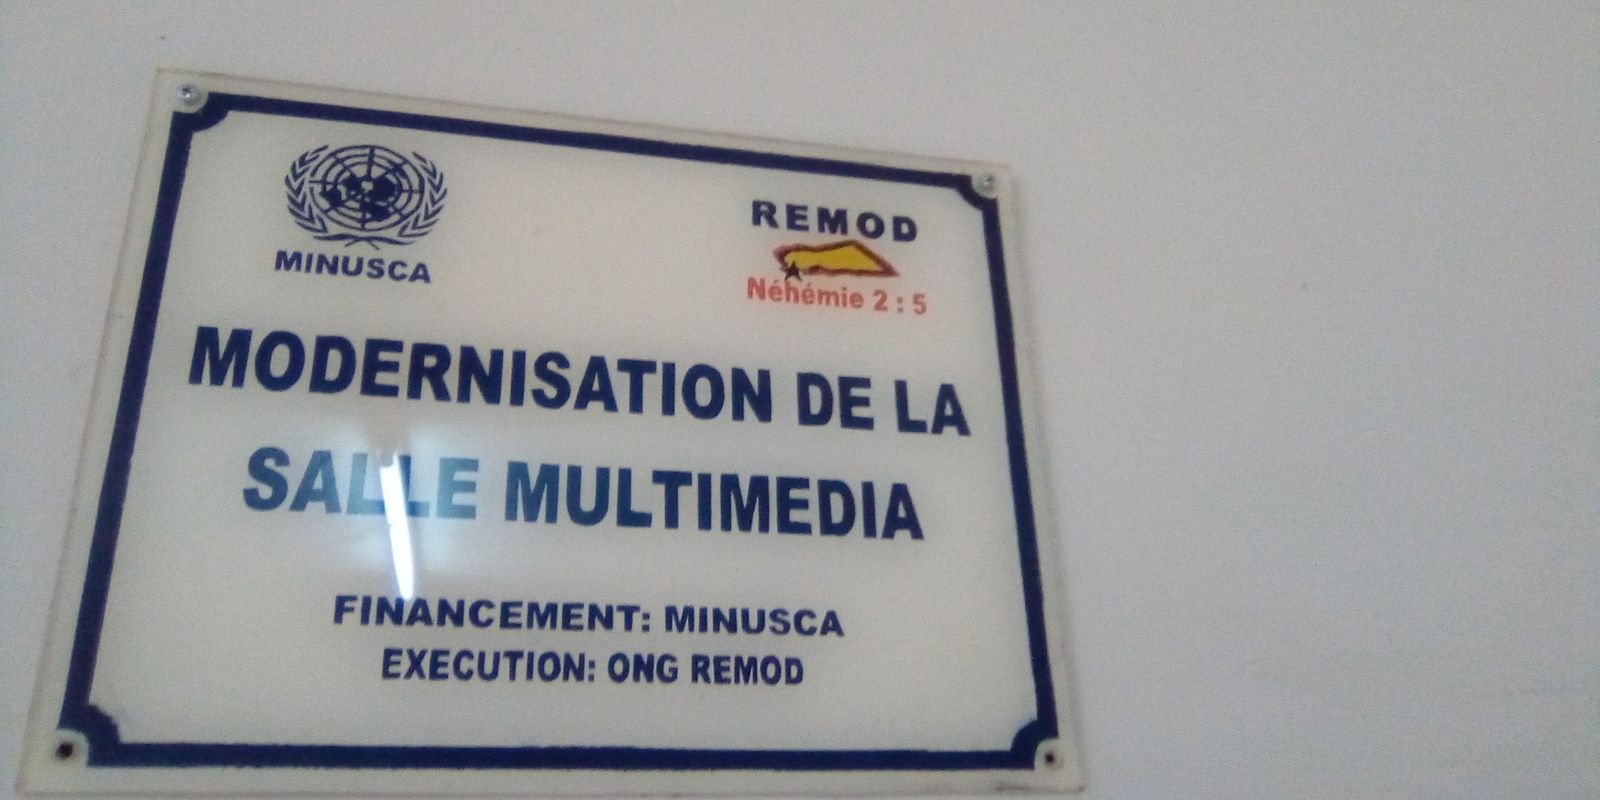 MINUSCA
REMOD
Néhémie 2 : 5
MODERNISATION DE LA
SALLE MULTIMEDIA
FINANCEMENT: MINUSCA
EXECUTION: ONG REMOD